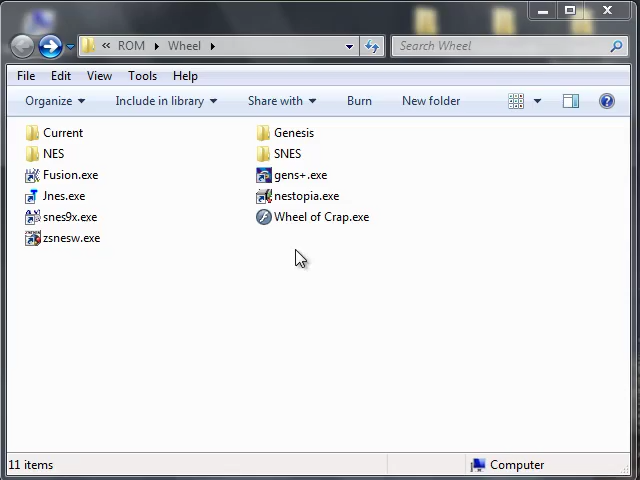 « ROM Wheel
Search Wheel
File Edit View Tools Help
Organize Include in library Share with Burn New folder
Current Genesis
NES SNES
Fusion.exe gens+.exe
Jnes.exe nestopia.exe
snes9x.exe Wheel of Crap.exe
zsnesw.exe
11 items Computer